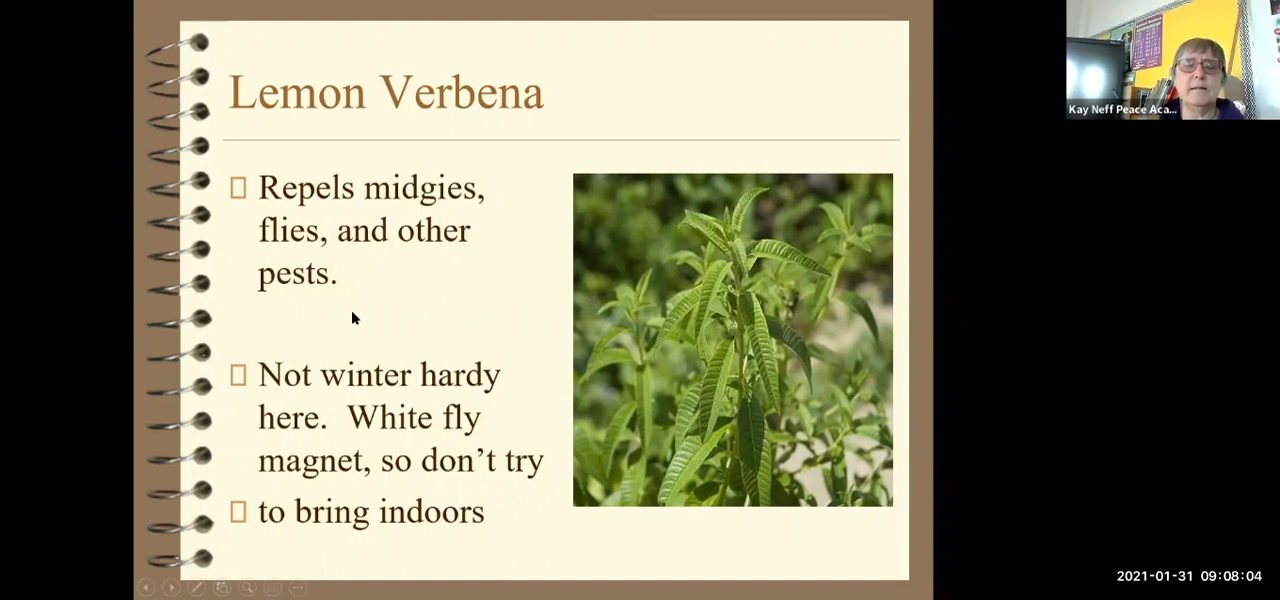 Lemon Verbena
Repels midgies,
flies, and other
pests.
Not winter hardy
here.  White fly
magnet, so don't try
to bring indoors
Kay Neff Peace Aca...
2021-01-31 09:08:04